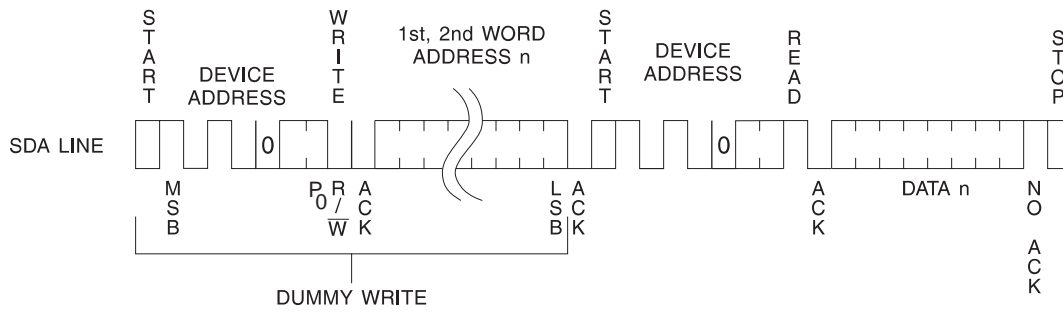 START
WRITE
1st, 2nd WORD
ADDRESS n
START
DEVICE
ADDRESS
READ
STOP
DEVICE
ADDRESS
SDA LINE
0
0
MSB
P0
R/W
ACK
LSB
ACK
ACK
DATA n
NO ACK
DUMMY WRITE